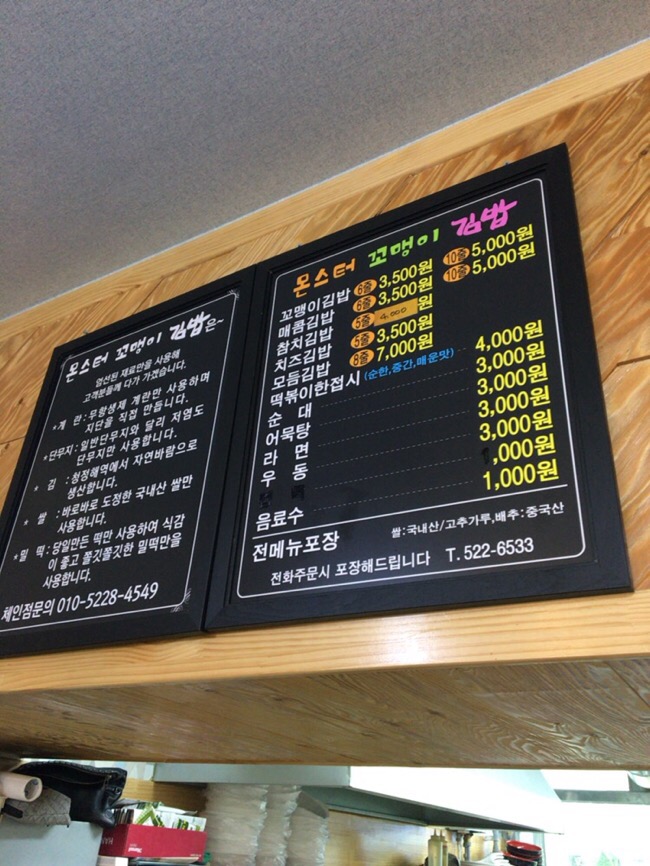 몬스터 꼬맹이 김밥은~
엄선된 재료만을 사용해
고객분들께 다가 가겠습니다.
*계 란 : 무항생제 계란만 사용하며
지단을 직접 만듭니다.
*단무지 : 일반단무지와 달리 저염도
단무지만 사용합니다.
* 김 : 청정해역에서 자연바람으로
생산합니다.
* 쌀 : 바로바로 도정한 국내산 쌀만
사용합니다.
*밀 떡 : 당일만든 떡만 사용하여 식감
이 좋고 쫄깃쫄깃한 밀떡만을
사용합니다.
체인점문의 010-5228-4549
몬스터 꼬맹이 김밥
꼬맹이김밥 6줄 3,500원 10줄 5,000원
매콤김밥 6줄 3,500원 10줄 5,000원
참치김밥 5줄 4,000 원
치즈김밥 5줄 3,500원
모듬김밥 8줄 7,000원
떡볶이한접시 (순한,중간,매운맛) 4,000원
순 대 3,000원
어묵탕 3,000원
라 면 3,000원
우 동 3,000원
,000원
음료수 1,000원
전메뉴포장 쌀:국내산/고추가루,배추:중국산
전화주문시 포장해드립니다 T. 522-6533